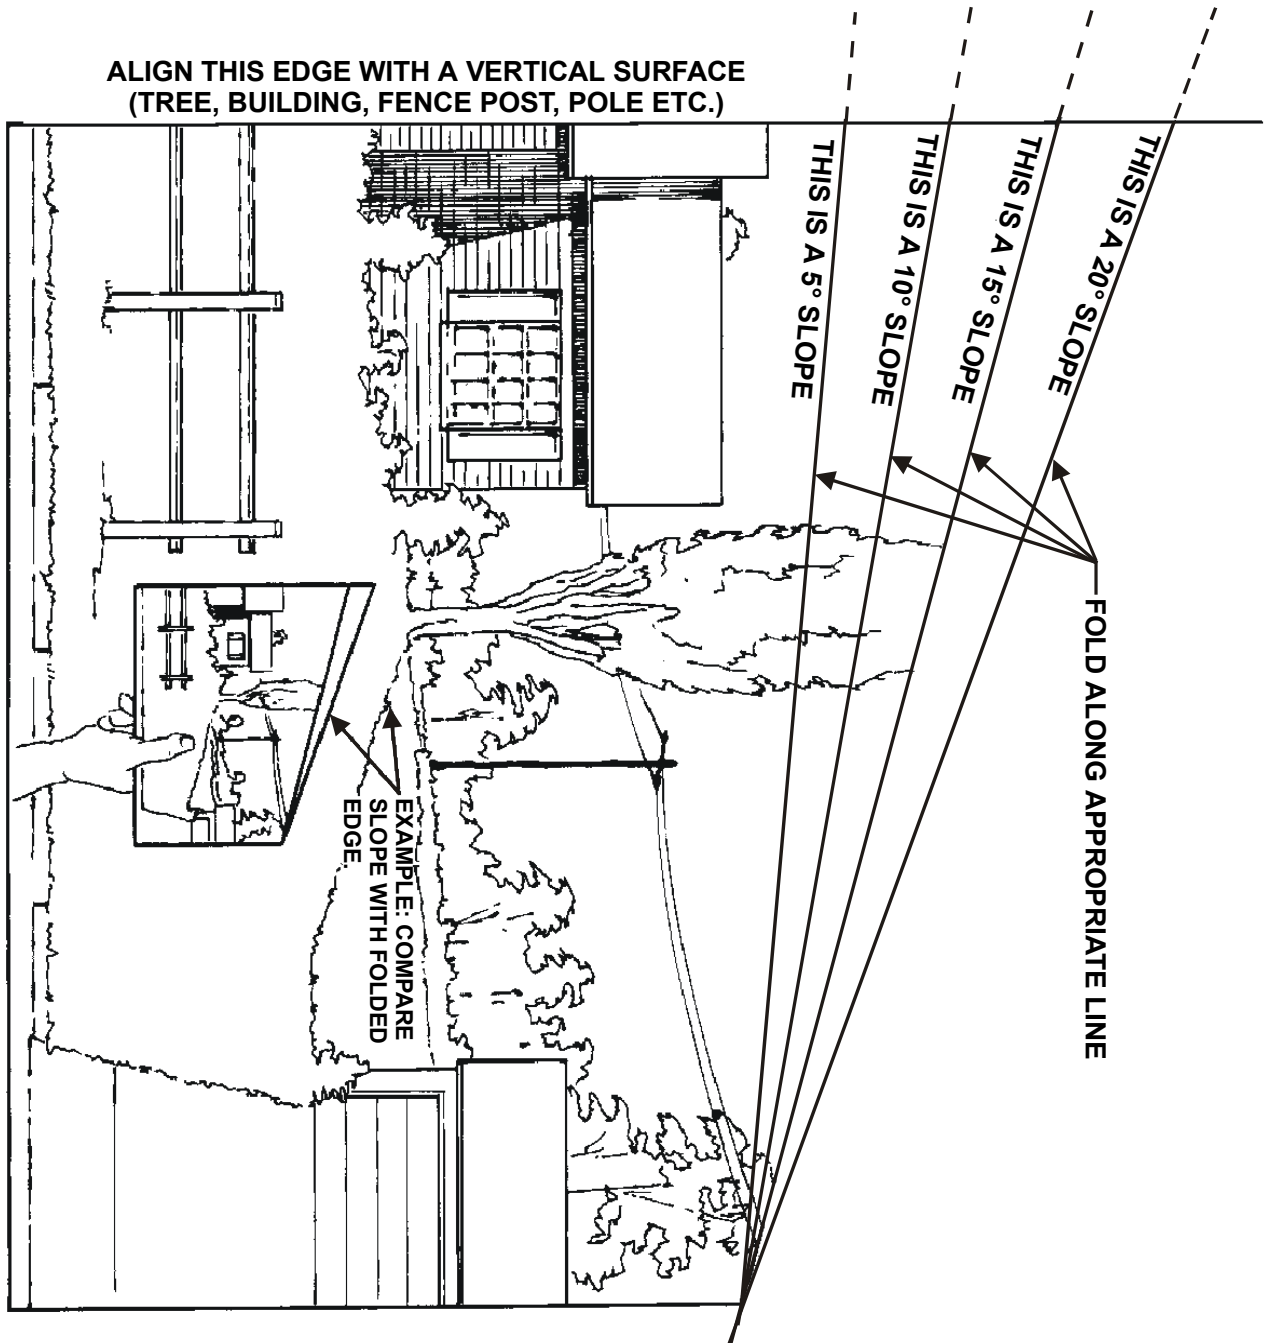 ALIGN THIS EDGE WITH A VERTICAL SURFACE
(TREE, BUILDING, FENCE POST, POLE ETC.)
THIS IS A 5° SLOPE
THIS IS A 10° SLOPE
THIS IS A 15° SLOPE
THIS IS A 20° SLOPE
FOLD ALONG APPROPRIATE LINE
EXAMPLE: COMPARE
SLOPE WITH FOLDED
EDGE.